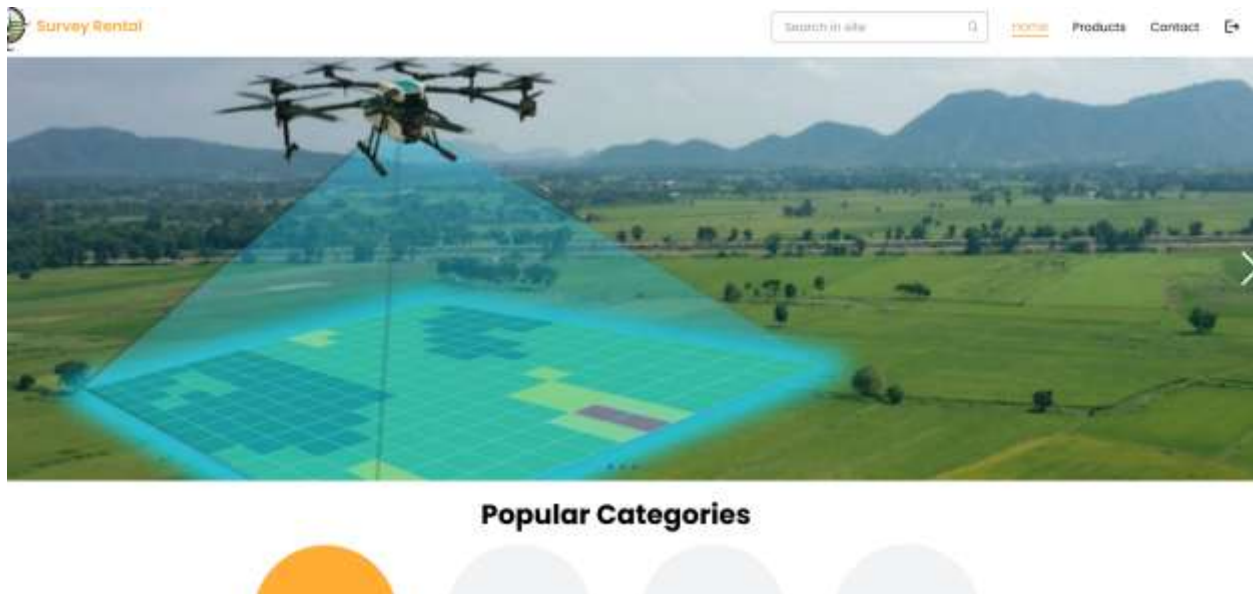 Survey Rental
Search in site
Home
Products
Contact
Popular Categories